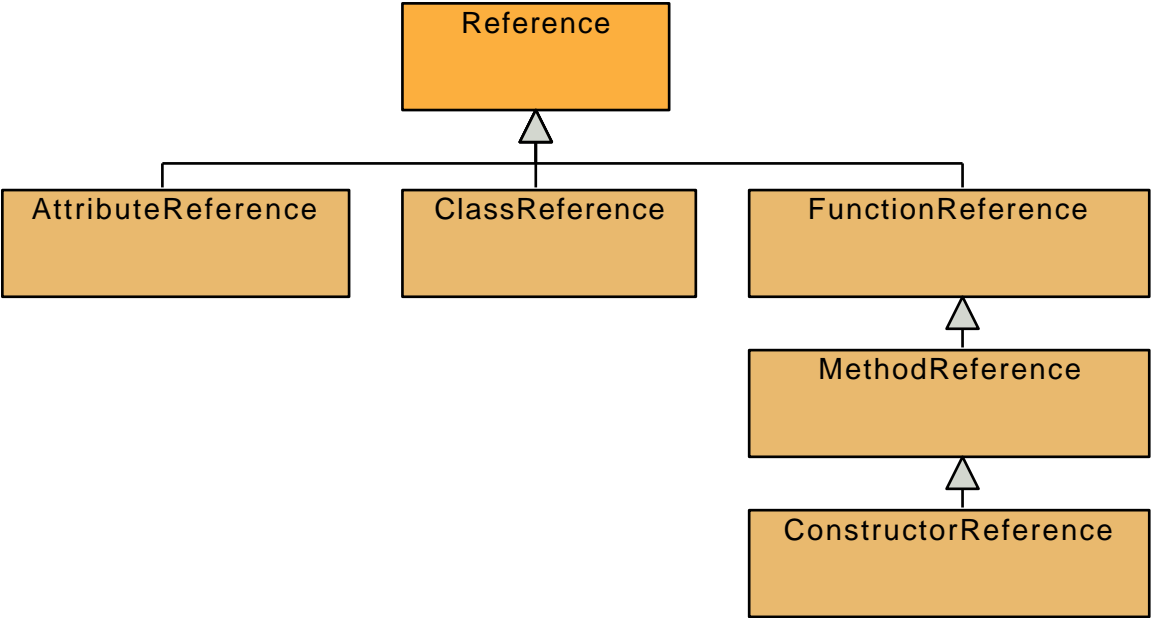 Reference
AttributeReference
ClassReference
FunctionReference
MethodReference
ConstructorReference